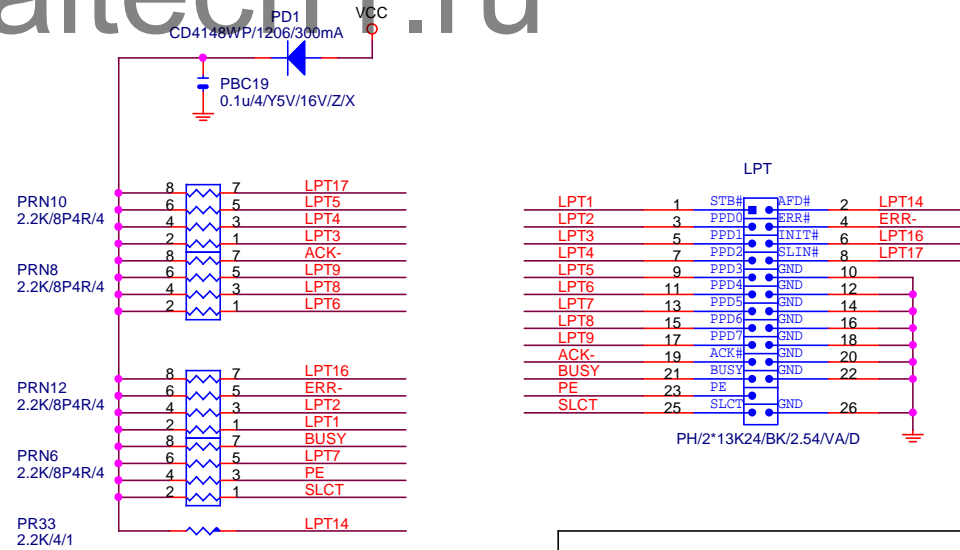 altech1.ru
PD1
VCC
CD4148WP/1206/300mA
PBC19
0.1u/4/Y5V/16V/Z/X
PRN10
2.2K/8P4R/4
8 7 LPT17
6 5 LPT5
4 3 LPT4
2 1 LPT3
PRN8
2.2K/8P4R/4
8 7 ACK-
6 5 LPT9
4 3 LPT8
2 1 LPT6
PRN12
2.2K/8P4R/4
8 7 LPT16
6 5 ERR-
4 3 LPT2
2 1 LPT1
PRN6
2.2K/8P4R/4
8 7 BUSY
6 5 LPT7
4 3 PE
2 1 SLCT
PR33
2.2K/4/1
LPT14
LPT
LPT1 1 STB# AFD# 2 LPT14
LPT2 3 PPD0 ERR# 4 ERR-
LPT3 5 PPD1 INIT# 6 LPT16
LPT4 7 PPD2 SLIN# 8 LPT17
LPT5 9 PPD3 GND 10
LPT6 11 PPD4 GND 12
LPT7 13 PPD5 GND 14
LPT8 15 PPD6 GND 16
LPT9 17 PPD7 GND 18
ACK- 19 ACK# GND 20
BUSY 21 BUSY GND 22
PE 23 PE
SLCT 25 SLCT GND 26
PH/2*13K24/BK/2.54/VA/D